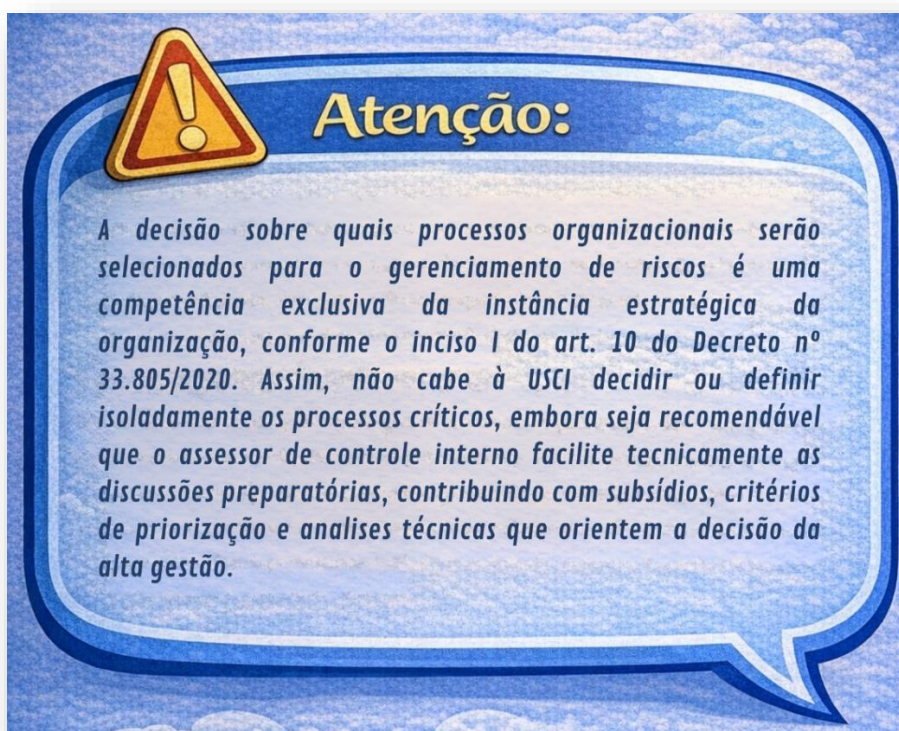 Atenção:
A decisão sobre quais processos organizacionais serão
selecionados para o gerenciamento de riscos é uma
competência exclusiva da instância estratégica da
organização, conforme o inciso I do art. 10 do Decreto nº
33.805/2020. Assim, não cabe à USCI decidir ou definir
isoladamente os processos críticos, embora seja recomendável
que o assessor de controle interno facilite tecnicamente as
discussões preparatórias, contribuindo com subsídios, critérios
de priorização e analises técnicas que orientem a decisão da
alta gestão.